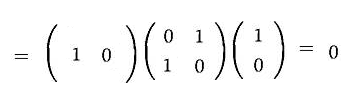 = ( 1 0 ) ( 0 1 ) ( 1 ) = 0
( 1 0 ) ( 0 )